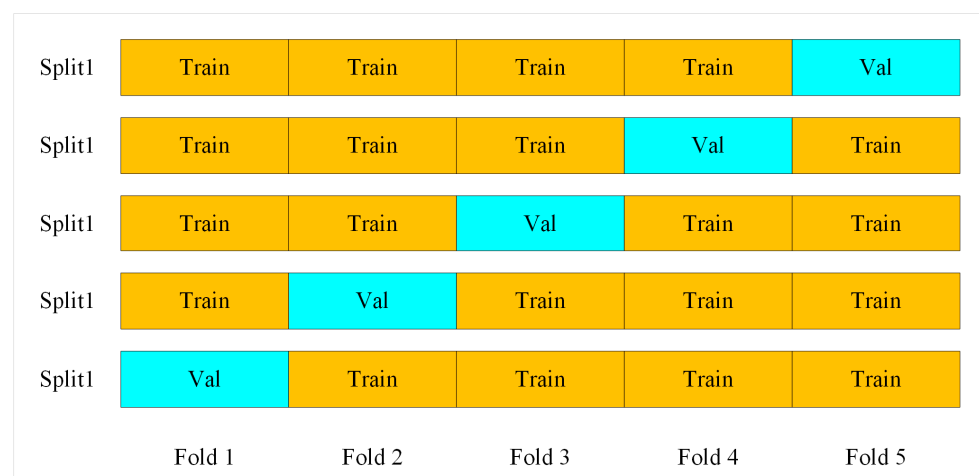 Split1 Train Train Train Train Val
Split1 Train Train Train Val Train
Split1 Train Train Val Train Train
Split1 Train Val Train Train Train
Split1 Val Train Train Train Train
Fold 1 Fold 2 Fold 3 Fold 4 Fold 5